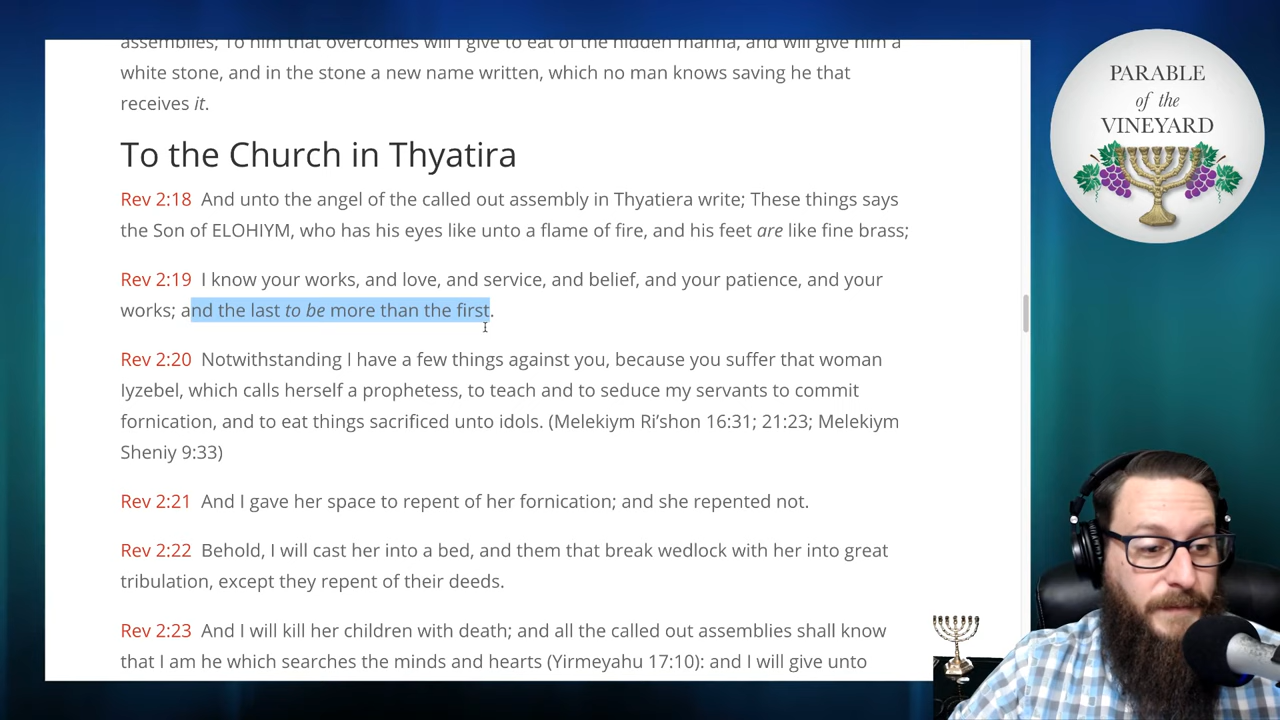 assemblies; To him that overcomes will I give to eat of the hidden manna, and will give him a
white stone, and in the stone a new name written, which no man knows saving he that
receives it.
To the Church in Thyatira
Rev 2:18 And unto the angel of the called out assembly in Thyatiera write; These things says
the Son of ELOHIYM, who has his eyes like unto a flame of fire, and his feet are like fine brass;
Rev 2:19 I know your works, and love, and service, and belief, and your patience, and your
works; and the last to be more than the first.
Rev 2:20 Notwithstanding I have a few things against you, because you suffer that woman
Iyzebel, which calls herself a prophetess, to teach and to seduce my servants to commit
fornication, and to eat things sacrificed unto idols. (Melekiym Ri’shon 16:31; 21:23; Melekiym
Sheniy 9:33)
Rev 2:21 And I gave her space to repent of her fornication; and she repented not.
Rev 2:22 Behold, I will cast her into a bed, and them that break wedlock with her into great
tribulation, except they repent of their deeds.
Rev 2:23 And I will kill her children with death; and all the called out assemblies shall know
that I am he which searches the minds and hearts (Yirmeyahu 17:10): and I will give unto
PARABLE
of the
VINEYARD